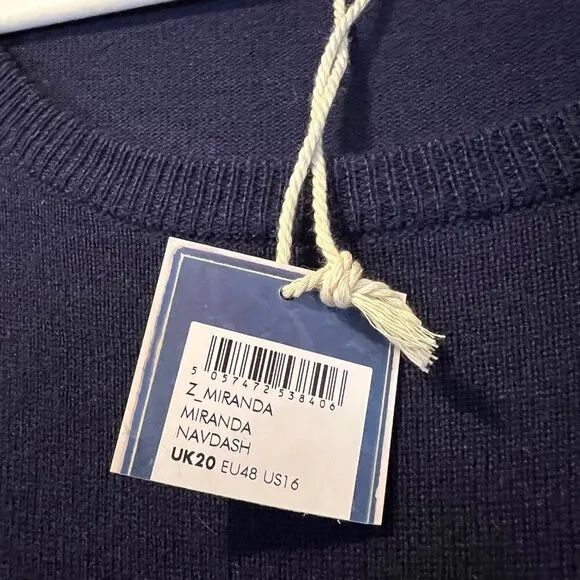 5 057472 538406
Z_MIRANDA
MIRANDA
NAVDASH
UK20 EU48 US16